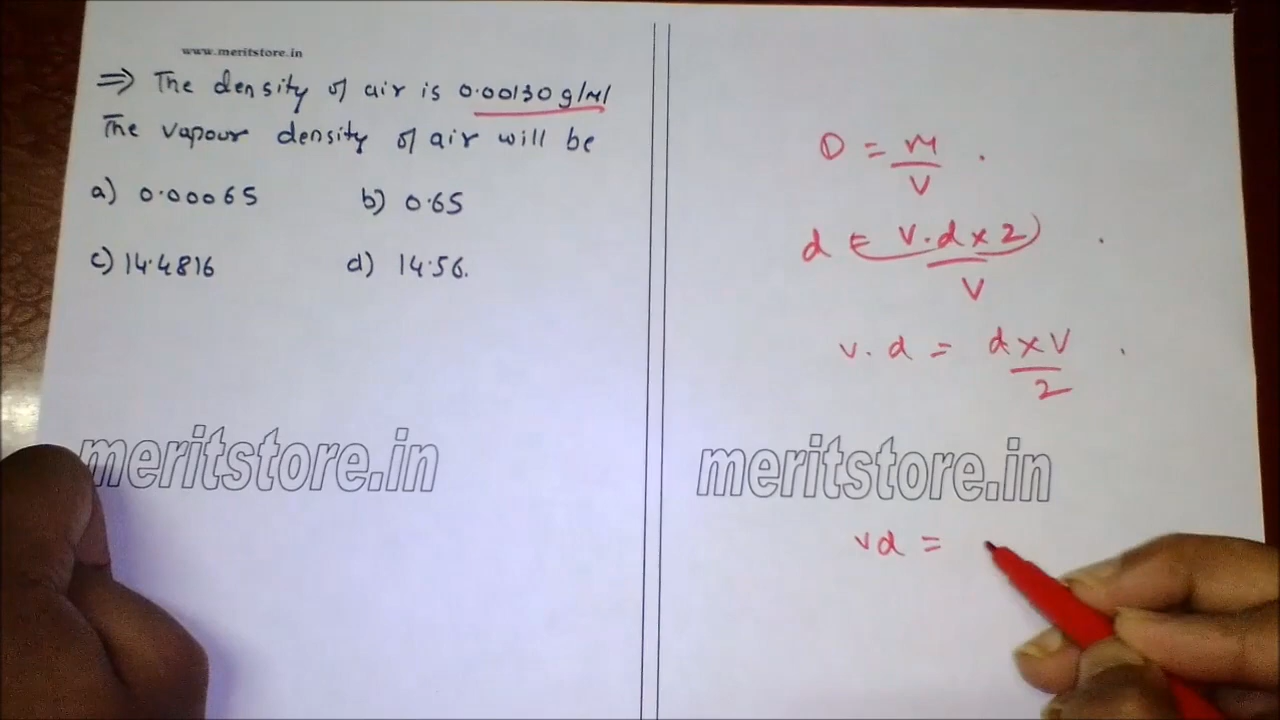 www.meritstore.in
⇒ The density of air is 0.00130 g/ml
The vapour density of air will be
a) 0.00065 b) 0.65
c) 14.4816 d) 14.56.
D = M / V .
d = V.d x 2 / V .
v.d = d x V / 2 .
meritstore.in meritstore.in
vd =